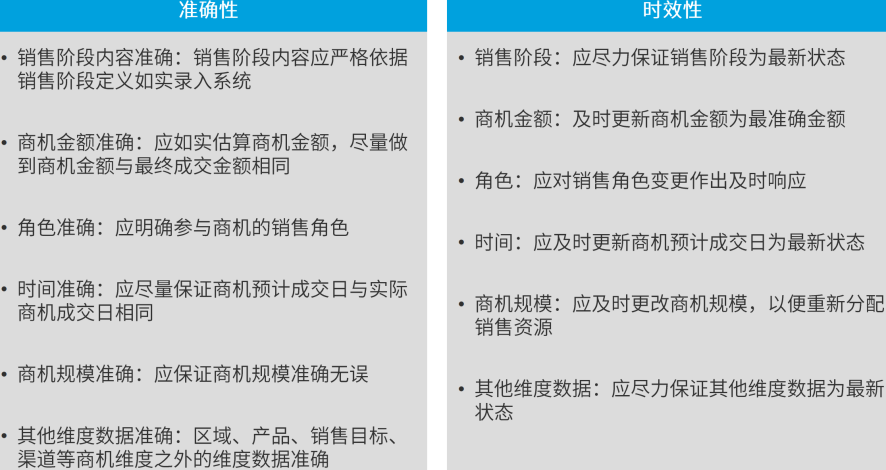 准确性
• 销售阶段内容准确：销售阶段内容应严格依据
销售阶段定义如实录入系统
• 商机金额准确：应如实估算商机金额，尽量做
到商机金额与最终成交金额相同
• 角色准确：应明确参与商机的销售角色
• 时间准确：应尽量保证商机预计成交日与实际
商机成交日相同
• 商机规模准确：应保证商机规模准确无误
• 其他维度数据准确：区域、产品、销售目标、
渠道等商机维度之外的维度数据准确
时效性
• 销售阶段：应尽力保证销售阶段为最新状态
• 商机金额：及时更新商机金额为最准确金额
• 角色：应对销售角色变更作出及时响应
• 时间：应及时更新商机预计成交日为最新状态
• 商机规模：应及时更改商机规模，以便重新分配
销售资源
• 其他维度数据：应尽力保证其他维度数据为最新
状态